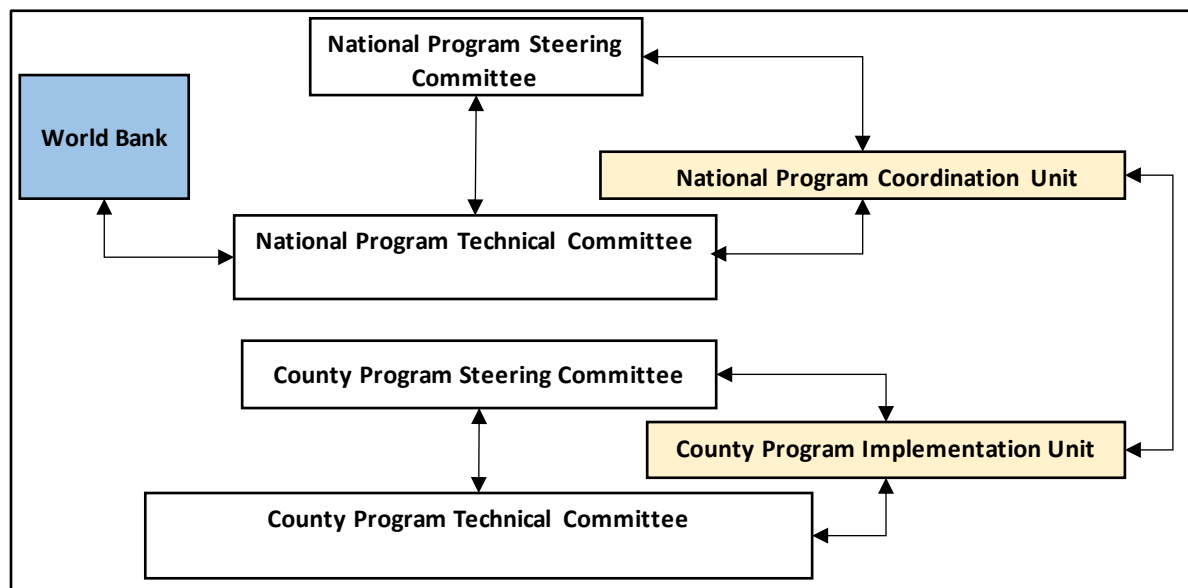 National Program Steering
Committee
World Bank
National Program Coordination Unit
National Program Technical Committee
County Program Steering Committee
County Program Implementation Unit
County Program Technical Committee